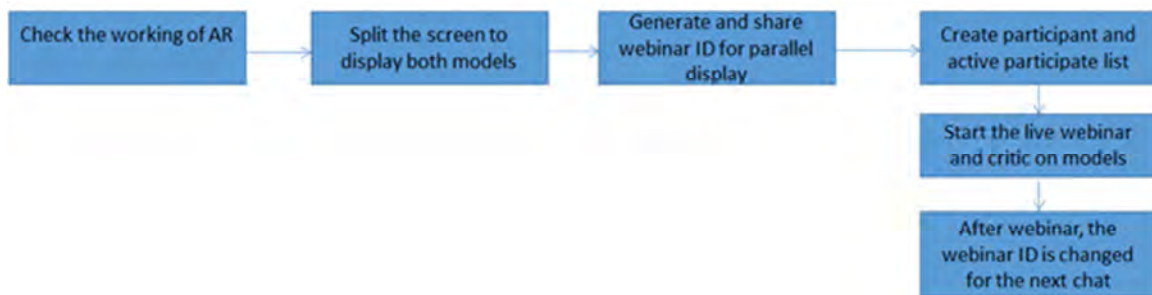 Check the working of AR
Split the screen to
display both models
Generate and share
webinar ID for parallel
display
Create participant and
active participate list
Start the live webinar
and critic on models
After webinar, the
webinar ID is changed
for the next chat